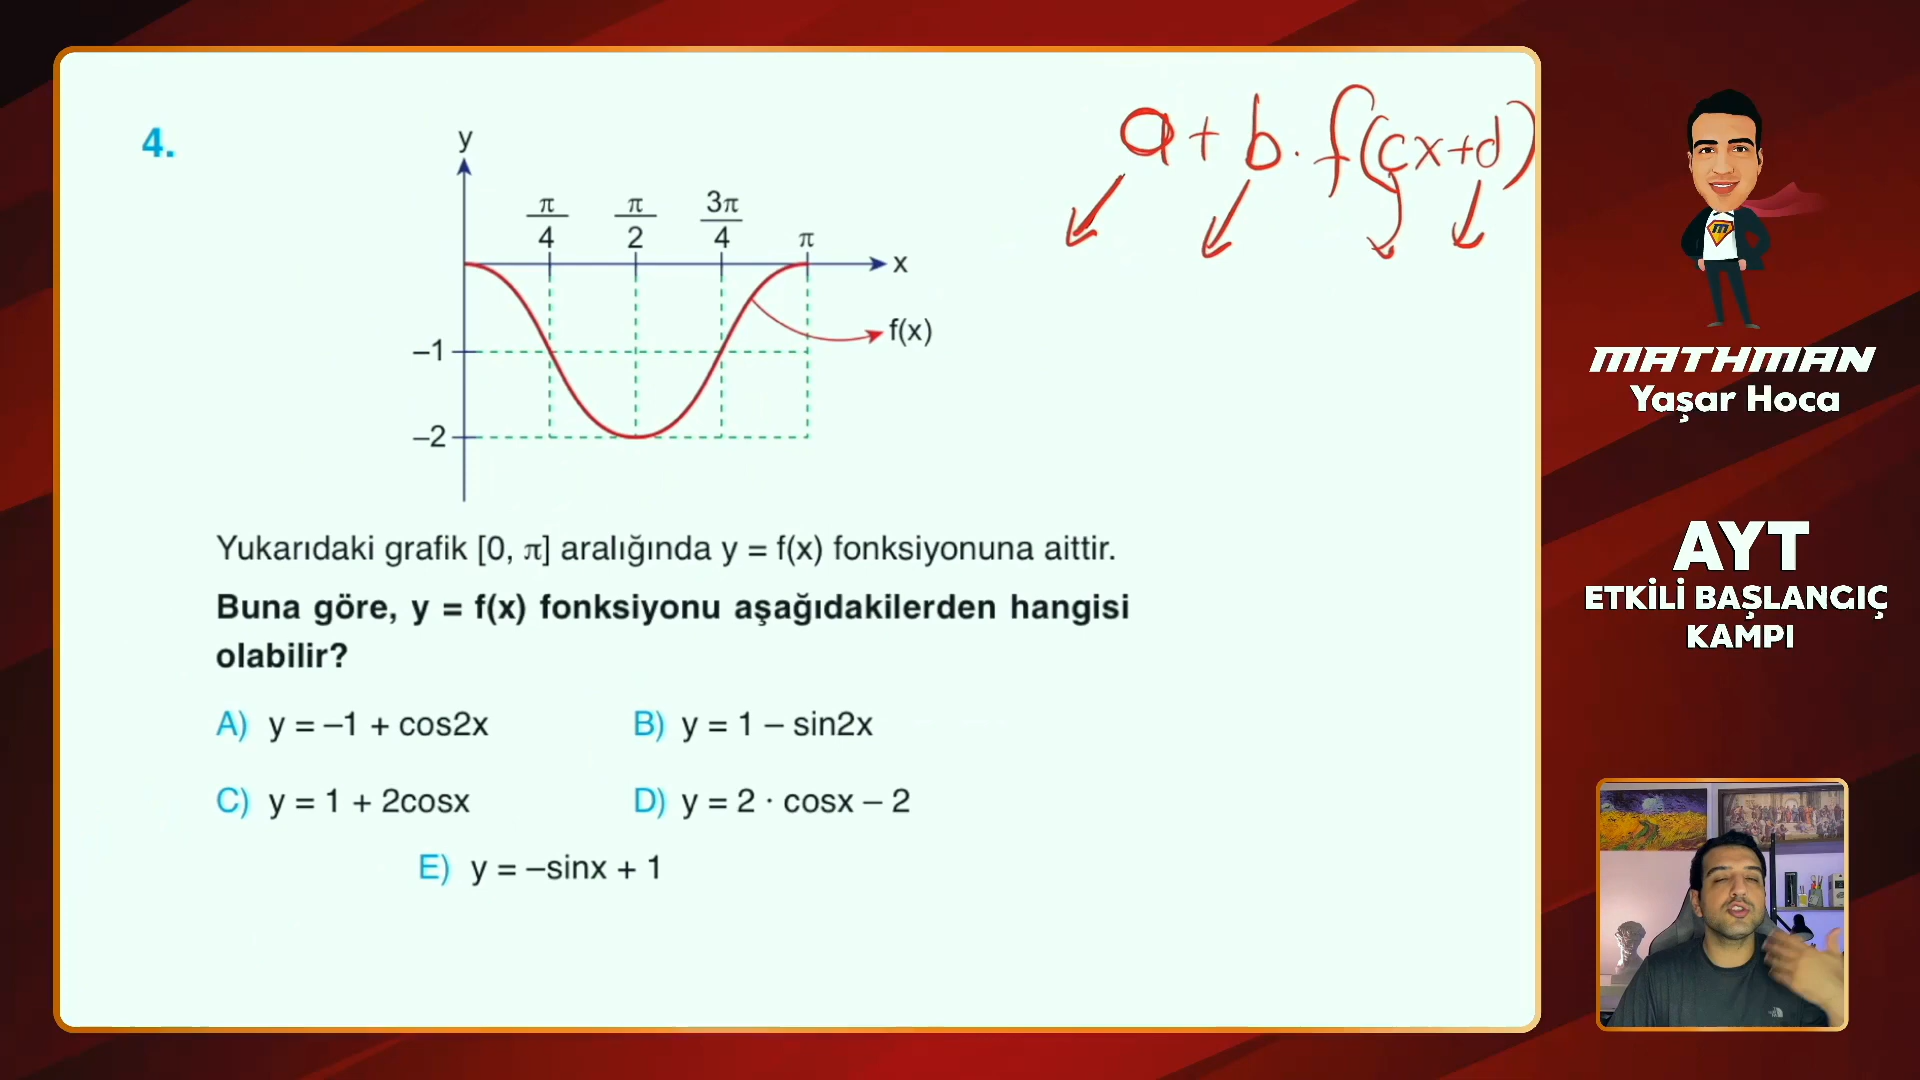 4.
a + b · f(cx+d)
y
π/4 π/2 3π/4 π
x
f(x)
–1
–2
Yukarıdaki grafik [0, π] aralığında y = f(x) fonksiyonuna aittir.
Buna göre, y = f(x) fonksiyonu aşağıdakilerden hangisi
olabilir?
A) y = –1 + cos2x
B) y = 1 – sin2x
C) y = 1 + 2cosx
D) y = 2 · cosx – 2
E) y = –sinx + 1
m
MATHMAN
Yaşar Hoca
AYT
ETKİLİ BAŞLANGIÇ
KAMPI